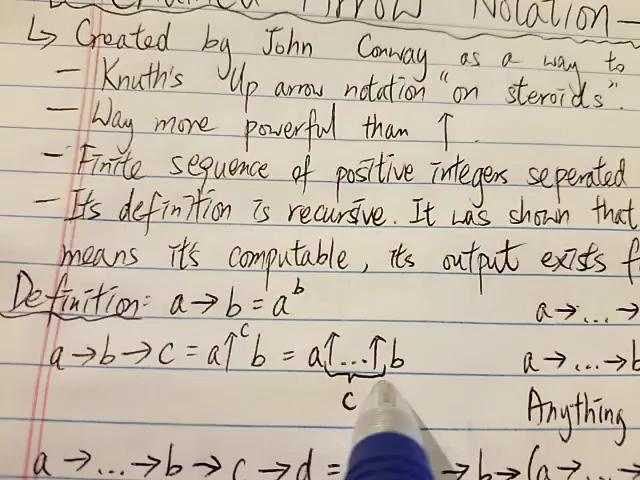 Chained Arrow Notation
↳ Created by John Conway as a way to
– Knuth's Up arrow notation "on steroids".
– Way more powerful than ↑.
– Finite sequence of positive integers seperated
– Its definition is recursive. It was shown that
means it's computable, its output exists f
Definition: a→b = a^b
a→...→
a→b→c = a↑^c b = a↑...↑b
c
a→...→b
Anything
a→...→b→c→d = →b→(a→...→